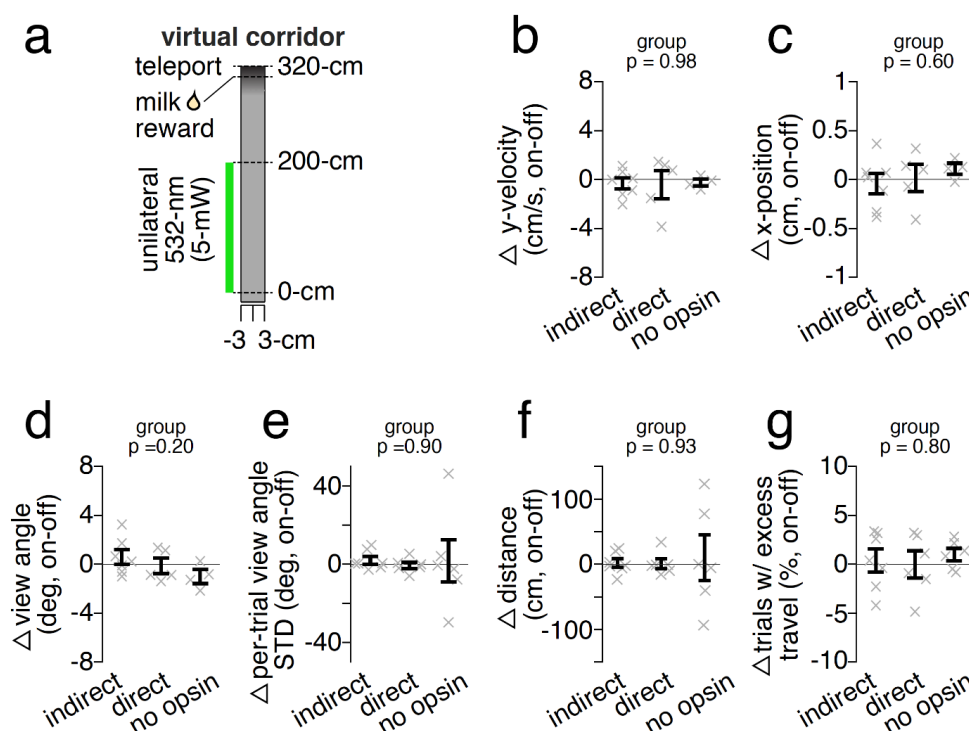 a
virtual corridor
teleport
320-cm
milk
reward
200-cm
unilateral
532-nm
(5-mW)
0-cm
-3 3-cm
b
group
p = 0.98
△ y-velocity
(cm/s, on-off)
8
4
0
-4
-8
indirect
direct
no opsin
c
group
p = 0.60
△ x-position
(cm, on-off)
1
0.5
0
-0.5
-1
indirect
direct
no opsin
d
group
p =0.20
△ view angle
(deg, on-off)
8
4
0
-4
-8
indirect
direct
no opsin
e
group
p =0.90
△ per-trial view angle
STD (deg, on-off)
40
0
-40
indirect
direct
no opsin
f
group
p = 0.93
△ distance
(cm, on-off)
100
0
-100
indirect
direct
no opsin
g
group
p = 0.80
△ trials w/ excess
travel (%, on-off)
10
5
0
-5
-10
indirect
direct
no opsin